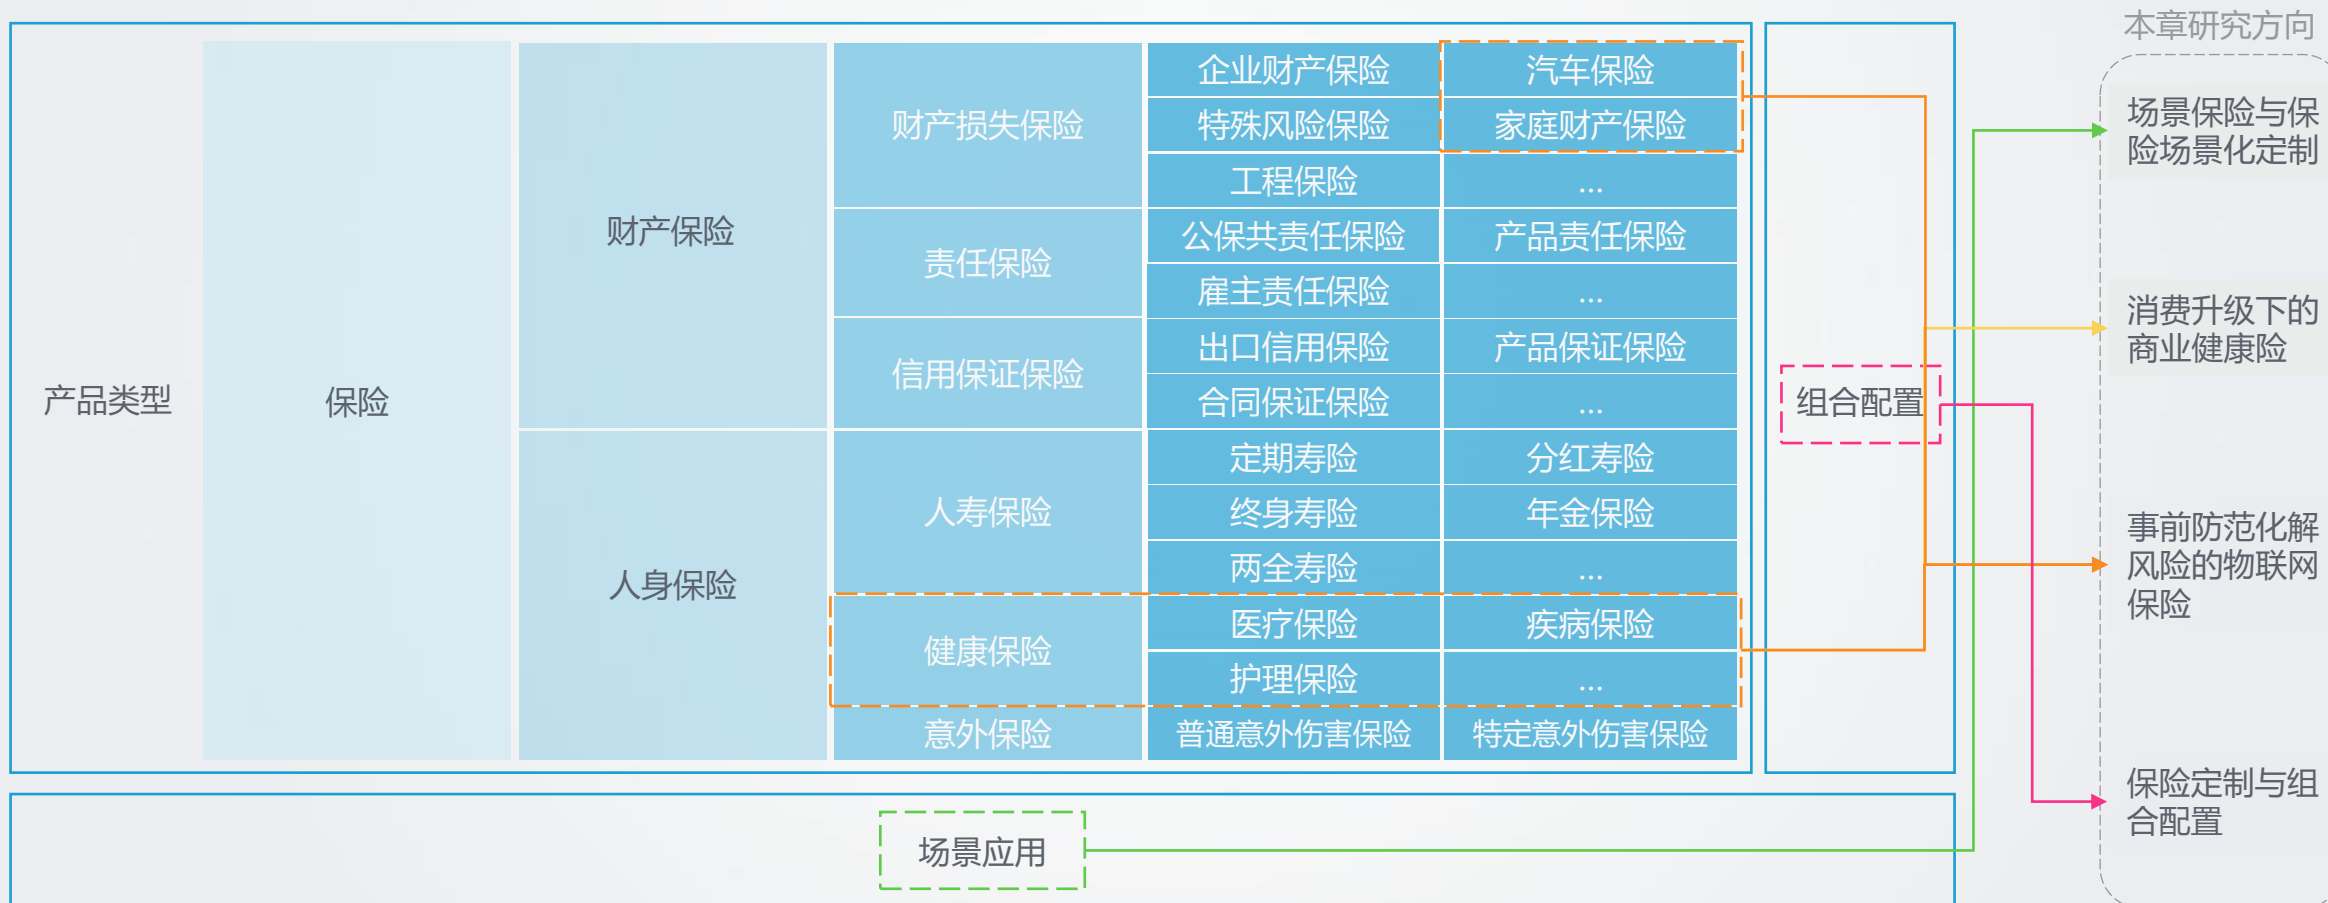 本章研究方向
产品类型
保险
财产保险
财产损失保险
企业财产保险
汽车保险
特殊风险保险
家庭财产保险
工程保险
...
责任保险
公保共责任保险
产品责任保险
雇主责任保险
...
信用保证保险
出口信用保险
产品保证保险
合同保证保险
...
人身保险
人寿保险
定期寿险
分红寿险
终身寿险
年金保险
两全寿险
...
健康保险
医疗保险
疾病保险
护理保险
...
意外保险
普通意外伤害保险
特定意外伤害保险
组合配置
场景应用
场景保险与保
险场景化定制
消费升级下的
商业健康险
事前防范化解
风险的物联网
保险
保险定制与组
合配置